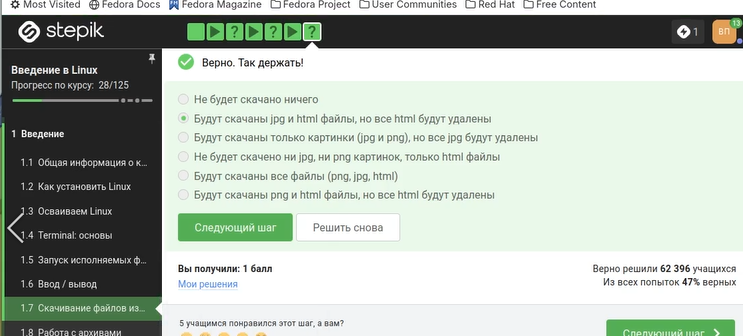 Most Visited Fedora Docs Fedora Magazine Fedora Project User Communities Red Hat Free Content
stepik
? ? ?
1
ВП
13
Введение в Linux
Прогресс по курсу: 28/125
1 Введение
1.1 Общая информация о к...
1.2 Как установить Linux
1.3 Осваиваем Linux
1.4 Terminal: основы
1.5 Запуск исполняемых ф...
1.6 Ввод / вывод
1.7 Скачивание файлов из...
1.8 Работа с архивами
Верно. Так держать!
Не будет скачано ничего
Будут скачаны jpg и html файлы, но все html будут удалены
Будут скачаны только картинки (jpg и png), но все jpg будут удалены
Не будет скачено ни jpg, ни png картинок, только html файлы
Будут скачаны все файлы (png, jpg, html)
Будут скачаны png и html файлы, но все html будут удалены
Следующий шаг
Решить снова
Вы получили: 1 балл
Мои решения
Верно решили 62 396 учащихся
Из всех попыток 47% верных
5 учащимся понравился этот шаг, а вам?
Следующий шаг